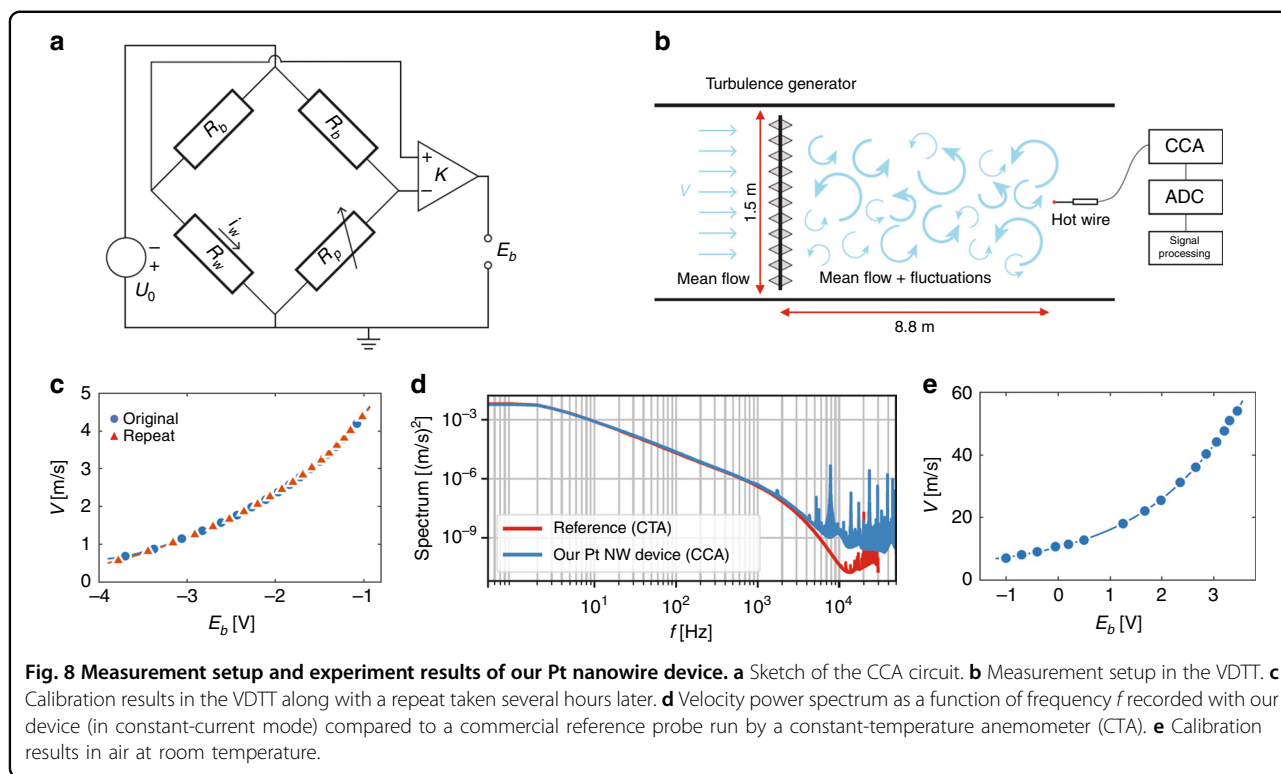 a
R_b
R_b
+
K
−
i_w
R_w
R_p
−
+
U_0
E_b
b
Turbulence generator
V
1.5 m
CCA
ADC
Signal
processing
Hot wire
Mean flow
Mean flow + fluctuations
8.8 m
c
5
4
3
2
1
0
V [m/s]
Original
Repeat
−4
−3
−2
−1
E_b [V]
d
10^−3
10^−6
10^−9
Spectrum [(m/s)^2]
Reference (CTA)
Our Pt NW device (CCA)
10^1
10^2
10^3
10^4
f [Hz]
e
60
40
20
0
V [m/s]
−1
0
1
2
3
E_b [V]
Fig. 8 Measurement setup and experiment results of our Pt nanowire device. a Sketch of the CCA circuit. b Measurement setup in the VDTT. c
Calibration results in the VDTT along with a repeat taken several hours later. d Velocity power spectrum as a function of frequency f recorded with our
device (in constant-current mode) compared to a commercial reference probe run by a constant-temperature anemometer (CTA). e Calibration
results in air at room temperature.